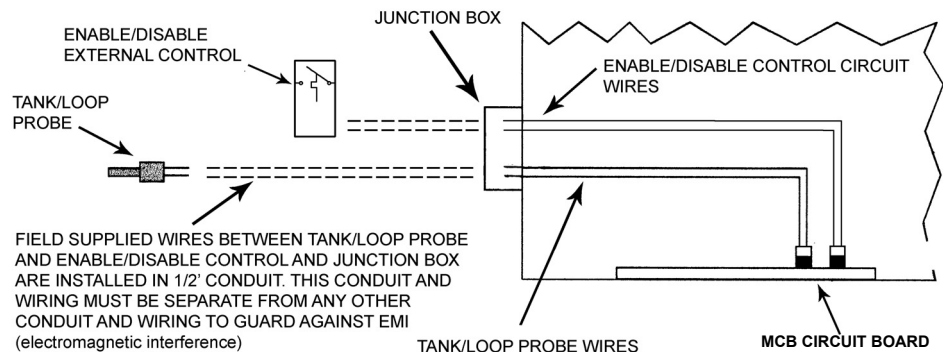 JUNCTION BOX
ENABLE/DISABLE
EXTERNAL CONTROL
ENABLE/DISABLE CONTROL CIRCUIT
WIRES
TANK/LOOP
PROBE
FIELD SUPPLIED WIRES BETWEEN TANK/LOOP PROBE
AND ENABLE/DISABLE CONTROL AND JUNCTION BOX
ARE INSTALLED IN 1/2' CONDUIT. THIS CONDUIT AND
WIRING MUST BE SEPARATE FROM ANY OTHER
CONDUIT AND WIRING TO GUARD AGAINST EMI
(electromagnetic interference)
TANK/LOOP PROBE WIRES
MCB CIRCUIT BOARD